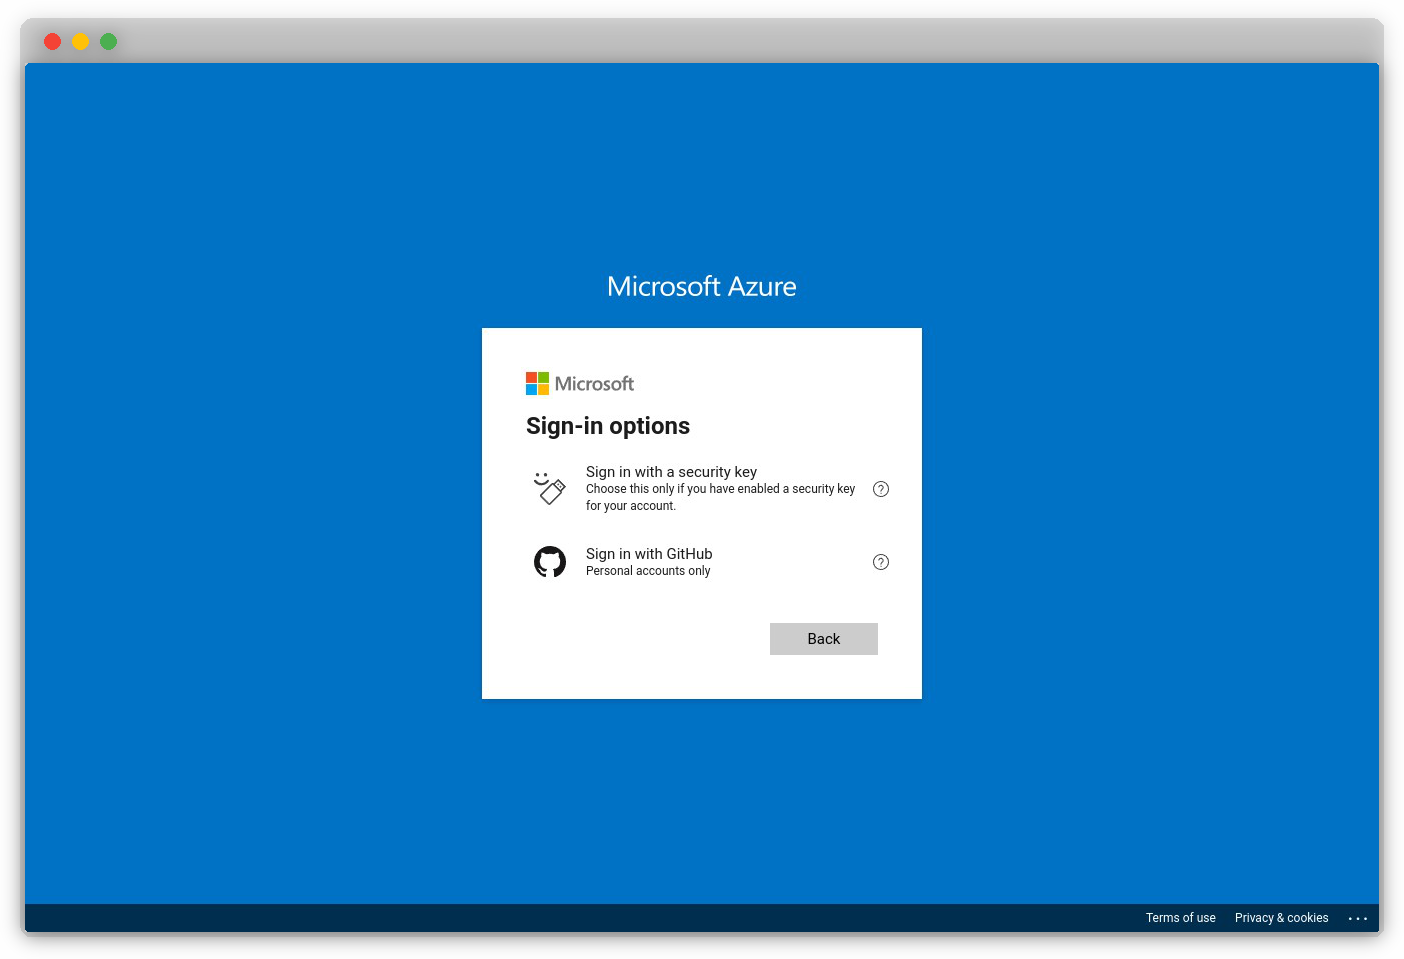 Microsoft Azure
Microsoft
Sign-in options
Sign in with a security key
Choose this only if you have enabled a security key
for your account.
Sign in with GitHub
Personal accounts only
Back
Terms of use Privacy & cookies ...